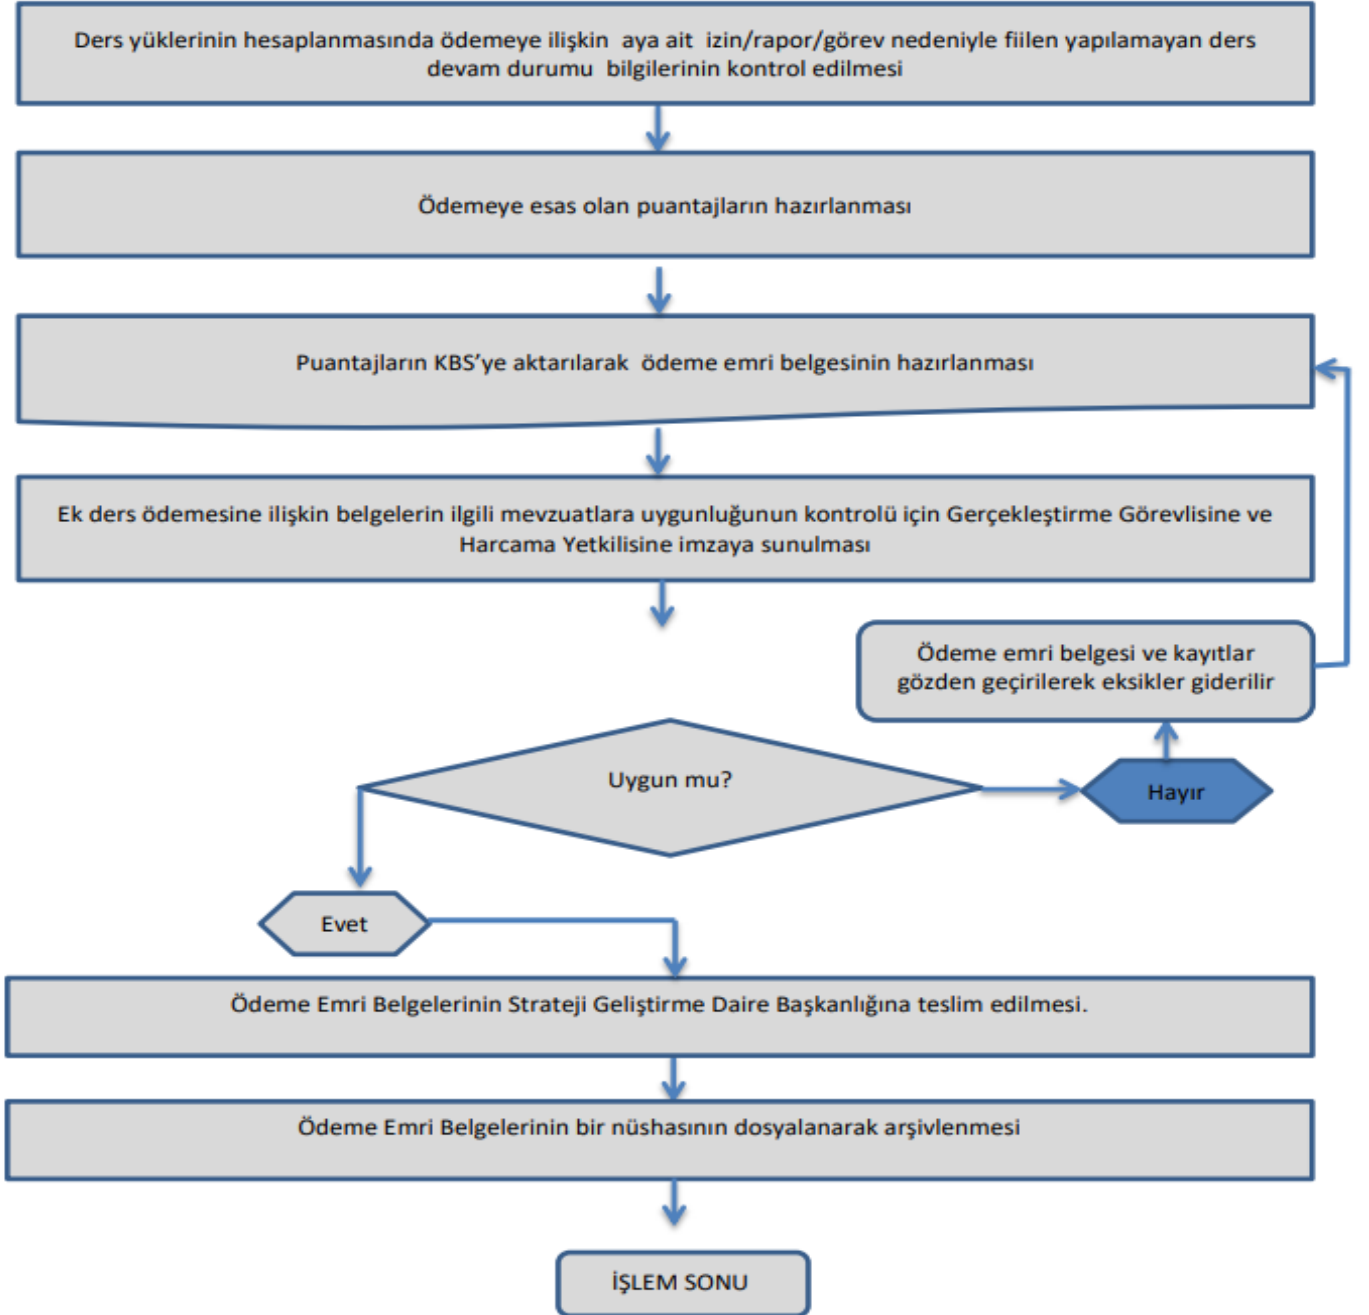 Ders yüklerinin hesaplanmasında ödemeye ilişkin aya ait izin/rapor/görev nedeniyle fiilen yapılamayan ders
devam durumu bilgilerinin kontrol edilmesi
Ödemeye esas olan puantajların hazırlanması
Puantajların KBS'ye aktarılarak ödeme emri belgesinin hazırlanması
Ek ders ödemesine ilişkin belgelerin ilgili mevzuatlara uygunluğunun kontrolü için Gerçekleştirme Görevlisine ve
Harcama Yetkilisine imzaya sunulması
Ödeme emri belgesi ve kayıtlar
gözden geçirilerek eksikler giderilir
Uygun mu?
Hayır
Evet
Ödeme Emri Belgelerinin Strateji Geliştirme Daire Başkanlığına teslim edilmesi.
Ödeme Emri Belgelerinin bir nüshasının dosyalanarak arşivlenmesi
İŞLEM SONU